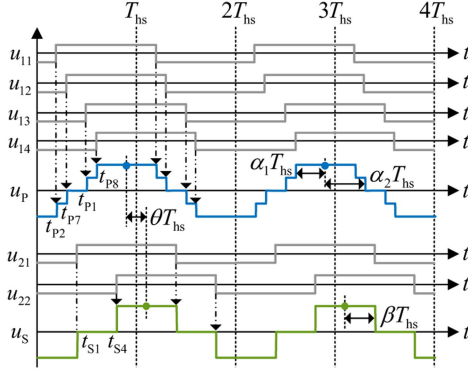 T_hs 2T_hs 3T_hs 4T_hs
u_11 t
u_12 t
u_13 t
u_14 t
α_1T_hs
t_P8 α_2T_hs
u_P t_P1 t
t_P7
t_P2 θT_hs
u_21 t
u_22 t
βT_hs
u_S t_S1 t_S4 t